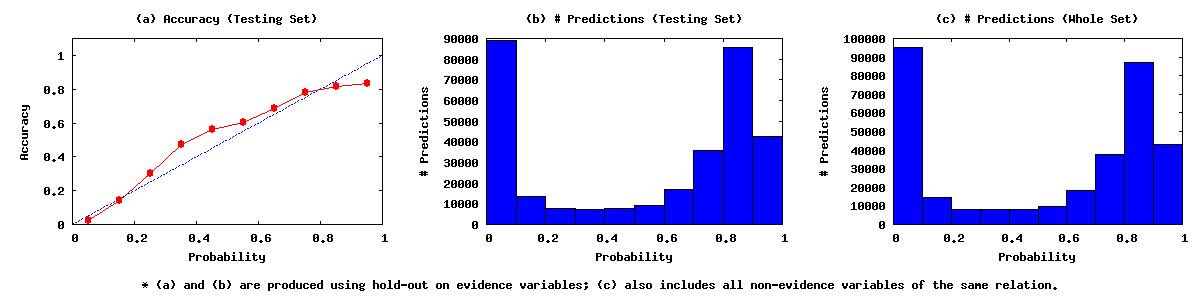 (a) Accuracy (Testing Set)
1
0.8
0.6
0.4
0.2
0
Accuracy
0 0.2 0.4 0.6 0.8 1
Probability
(b) # Predictions (Testing Set)
90000
80000
70000
60000
50000
40000
30000
20000
10000
0
# Predictions
0 0.2 0.4 0.6 0.8 1
Probability
(c) # Predictions (Whole Set)
100000
90000
80000
70000
60000
50000
40000
30000
20000
10000
0
# Predictions
0 0.2 0.4 0.6 0.8 1
Probability
* (a) and (b) are produced using hold-out on evidence variables; (c) also includes all non-evidence variables of the same relation.